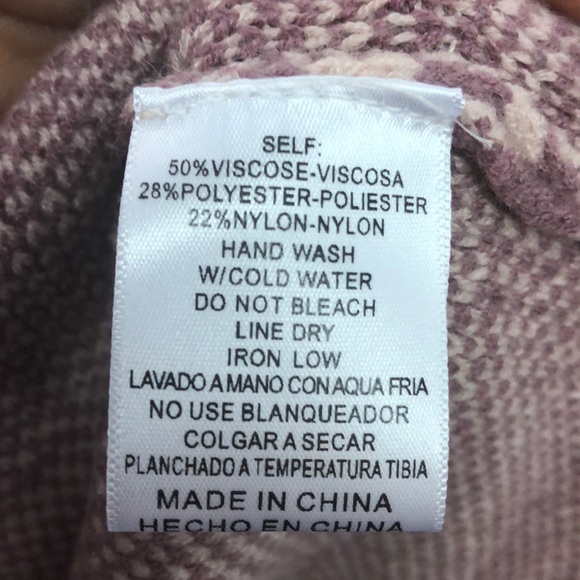 SELF:
50%VISCOSE-VISCOSA
28%POLYESTER-POLIESTER
22%NYLON-NYLON
HAND WASH
W/COLD WATER
DO NOT BLEACH
LINE DRY
IRON LOW
LAVADO A MANO CON AQUA FRIA
NO USE BLANQUEADOR
COLGAR A SECAR
PLANCHADO A TEMPERATURA TIBIA
MADE IN CHINA
HECHO EN CHINA